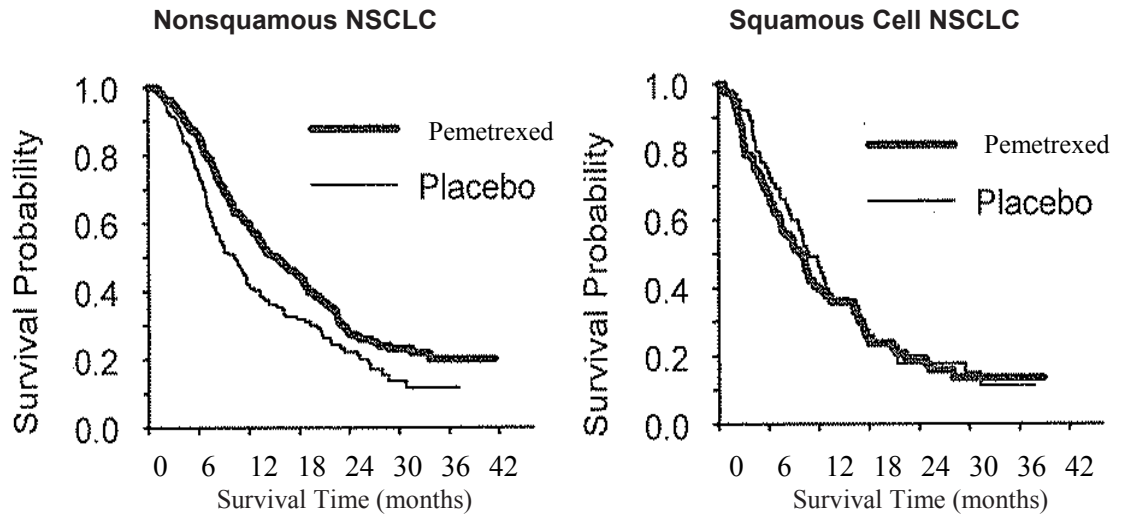 Nonsquamous NSCLC
Survival Probability
1.0
0.8
0.6
0.4
0.2
0.0
Pemetrexed
Placebo
0 6 12 18 24 30 36 42
Survival Time (months)
Squamous Cell NSCLC
Survival Probability
1.0
0.8
0.6
0.4
0.2
0.0
Pemetrexed
Placebo
0 6 12 18 24 30 36 42
Survival Time (months)